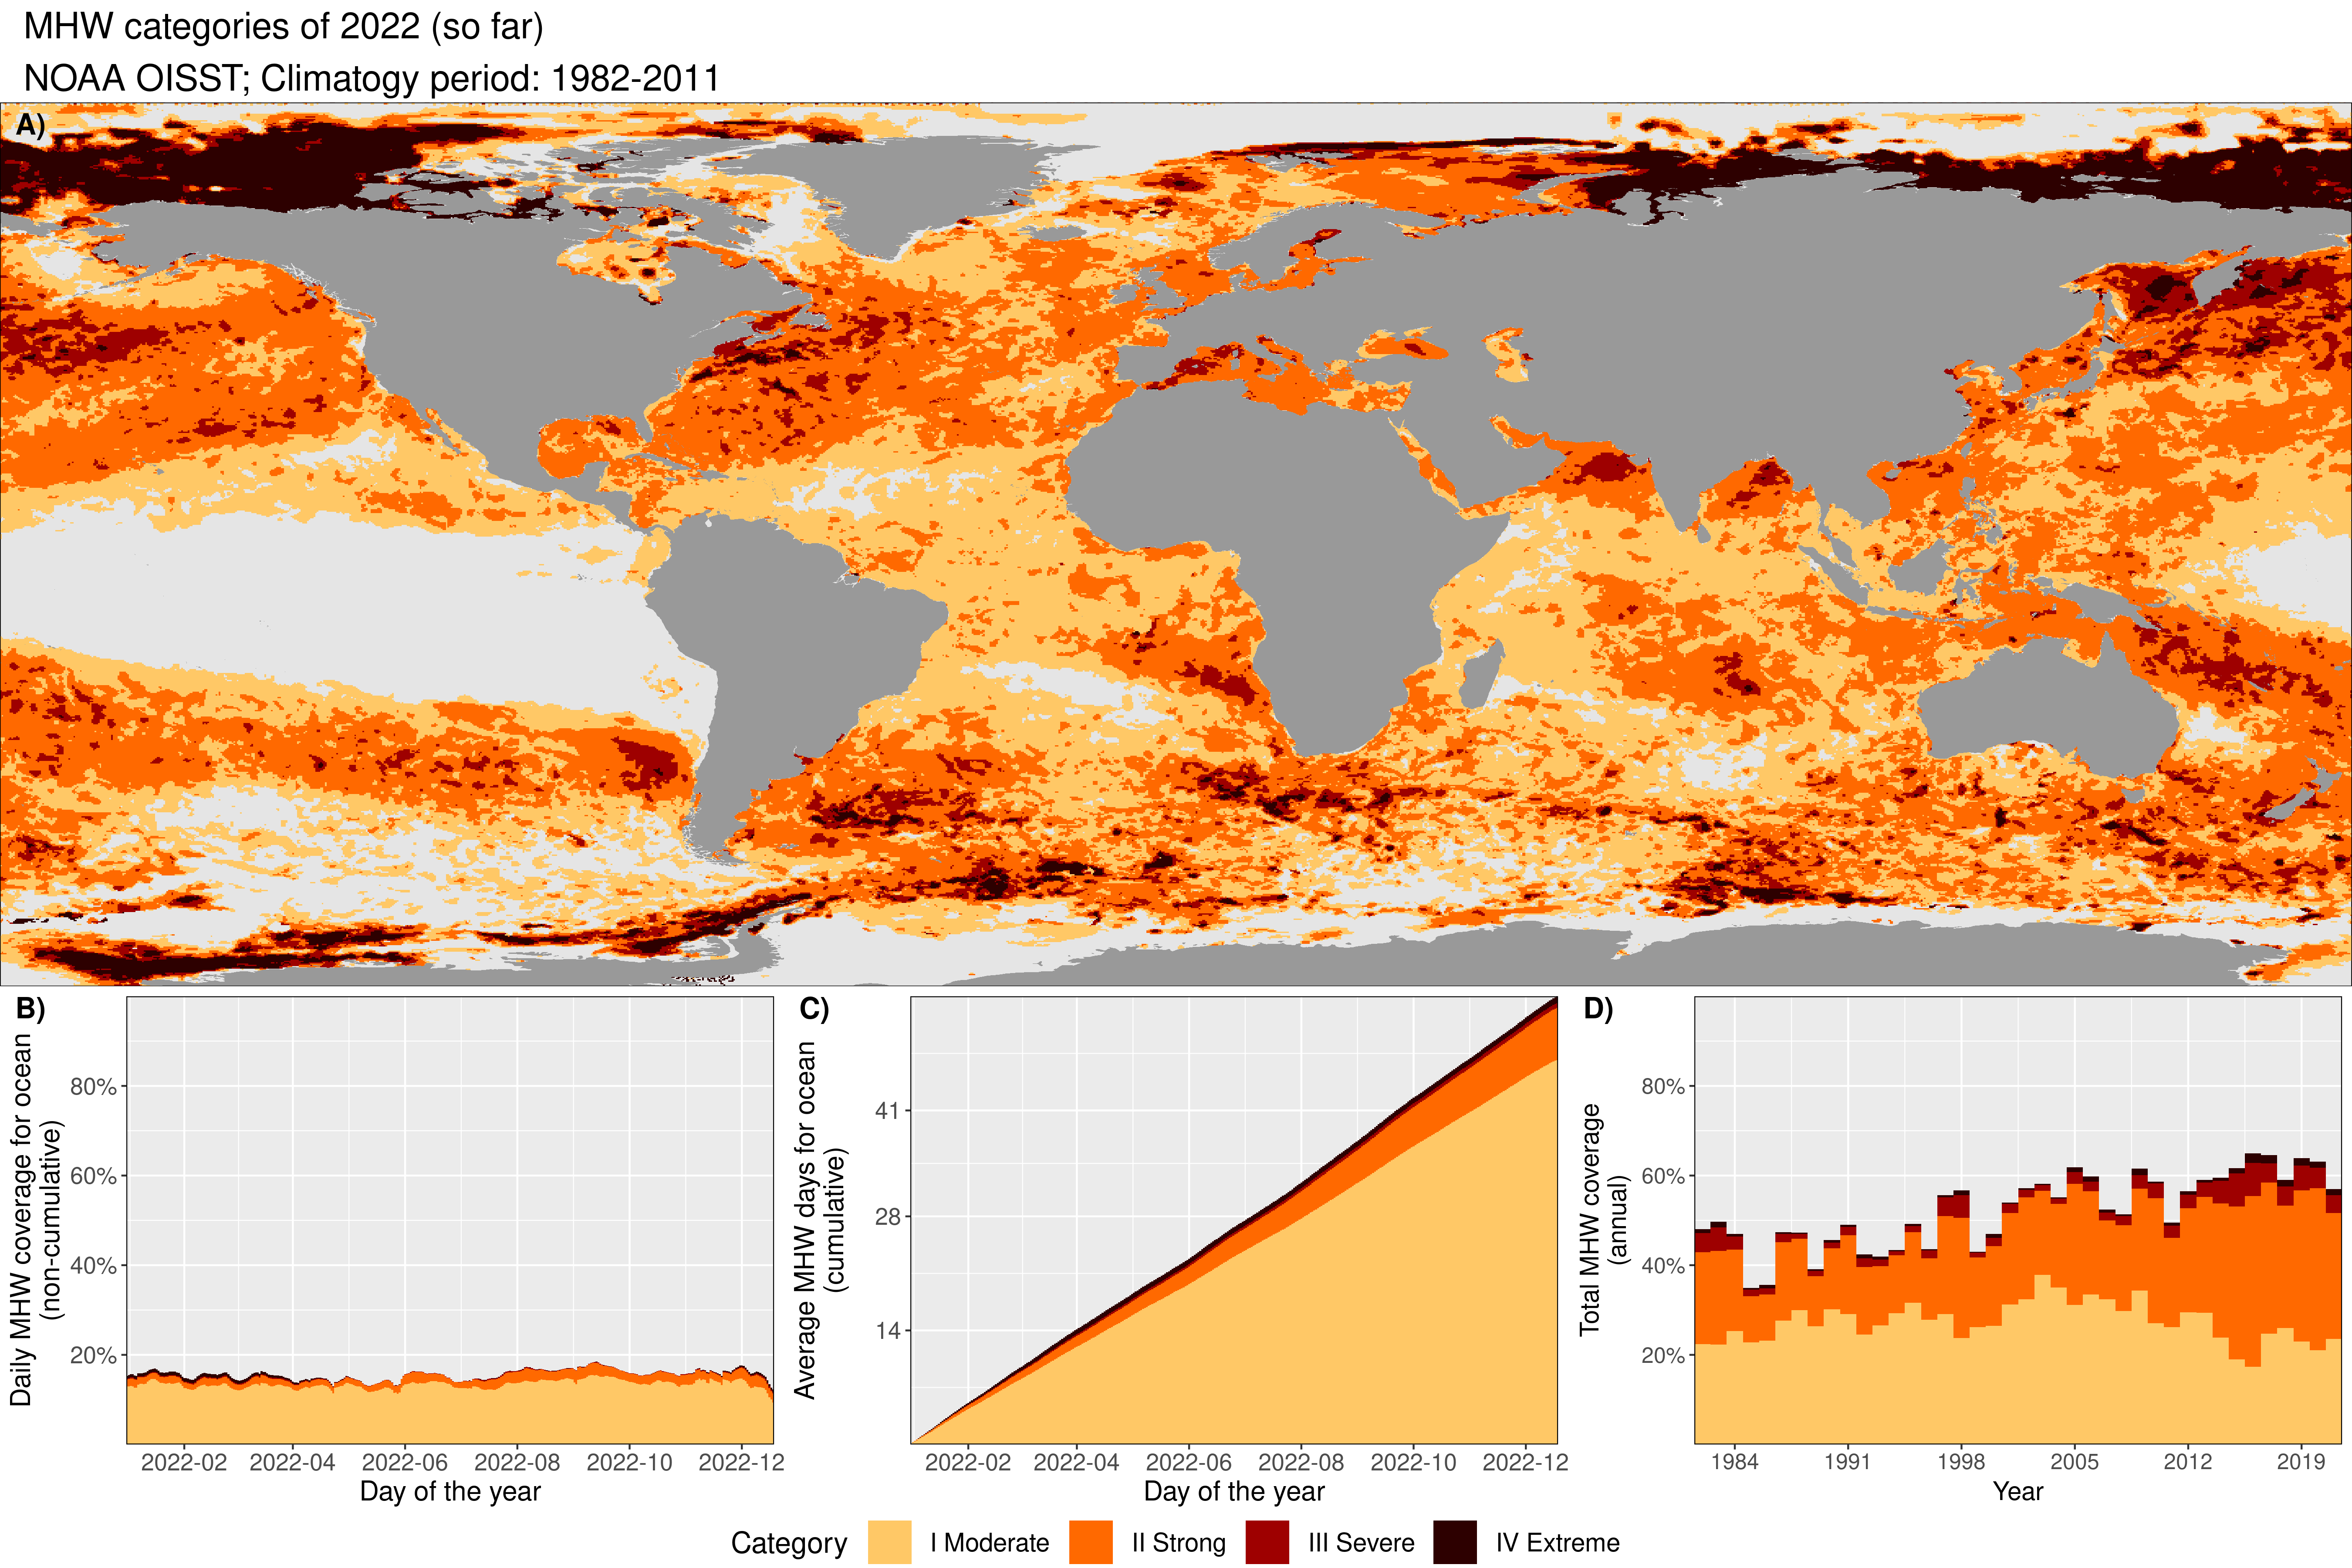 MHW categories of 2022 (so far)
NOAA OISST; Climatogy period: 1982-2011
A)
B)
Daily MHW coverage for ocean
(non-cumulative)
80%
60%
40%
20%
2022-02 2022-04 2022-06 2022-08 2022-10 2022-12
Day of the year
C)
Average MHW days for ocean
(cumulative)
41
28
14
2022-02 2022-04 2022-06 2022-08 2022-10 2022-12
Day of the year
D)
Total MHW coverage
(annual)
80%
60%
40%
20%
1984 1991 1998 2005 2012 2019
Year
Category I Moderate II Strong III Severe IV Extreme